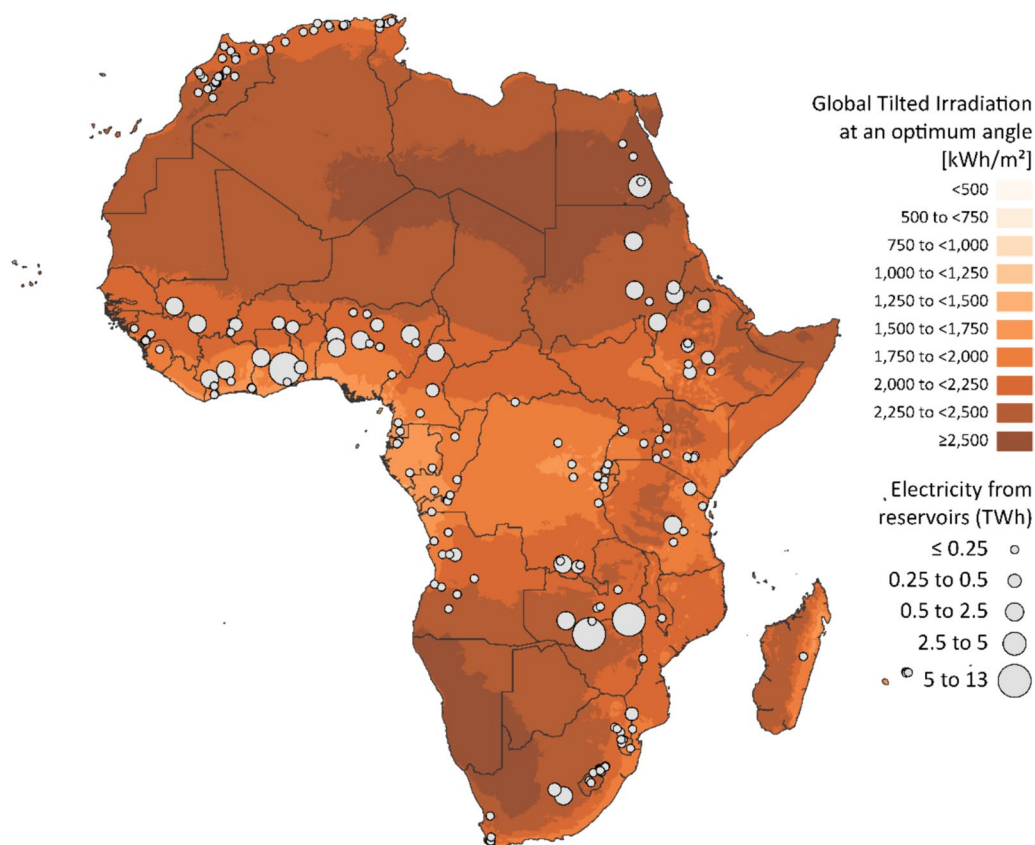 Global Tilted Irradiation
at an optimum angle
[kWh/m²]
<500
500 to <750
750 to <1,000
1,000 to <1,250
1,250 to <1,500
1,500 to <1,750
1,750 to <2,000
2,000 to <2,250
2,250 to <2,500
≥2,500
Electricity from
reservoirs (TWh)
≤ 0.25
0.25 to 0.5
0.5 to 2.5
2.5 to 5
5 to 13